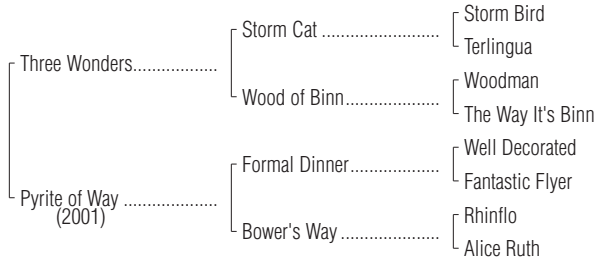 Storm Bird
Storm Cat ........................
Terlingua
Three Wonders.................
Woodman
Wood of Binn...................
The Way It's Binn
Well Decorated
Formal Dinner..................
Fantastic Flyer
Pyrite of Way ...................
(2001)
Rhinflo
Bower's Way ....................
Alice Ruth